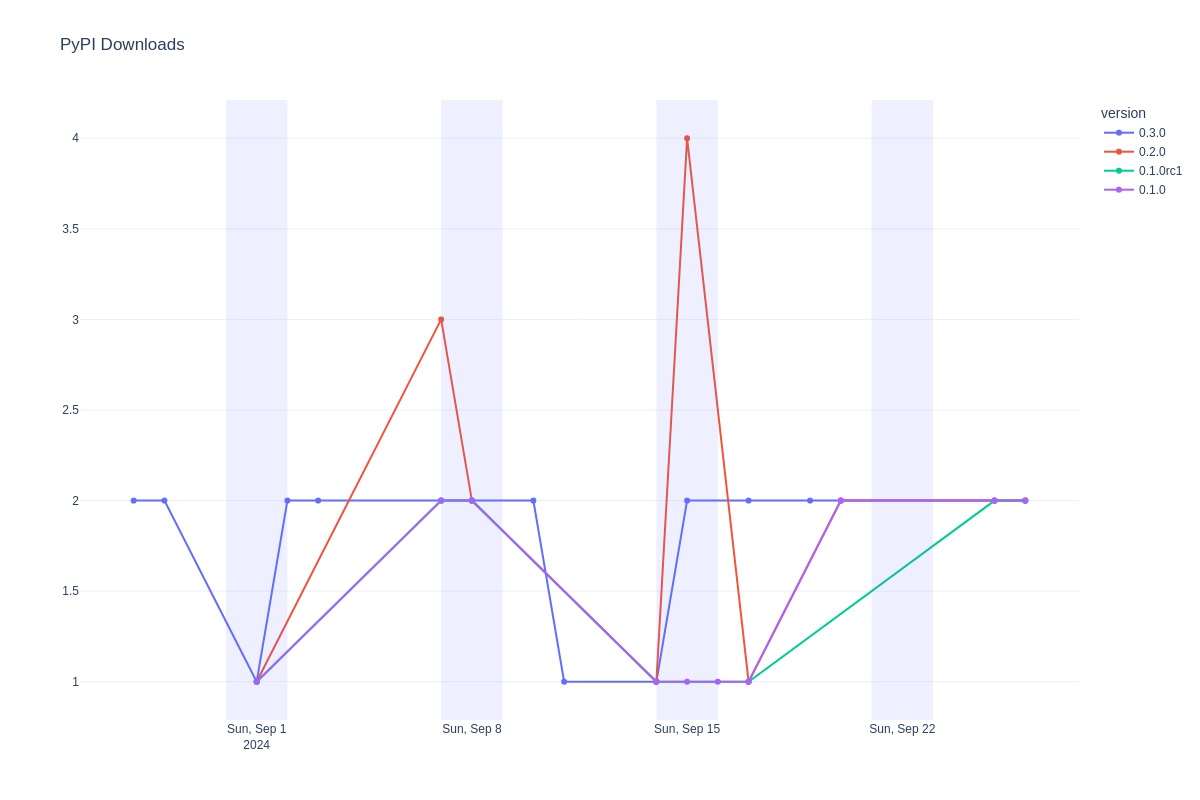 PyPI Downloads
version
0.3.0
0.2.0
0.1.0rc1
0.1.0
4
3.5
3
2.5
2
1.5
1
Sun, Sep 1
2024
Sun, Sep 8
Sun, Sep 15
Sun, Sep 22